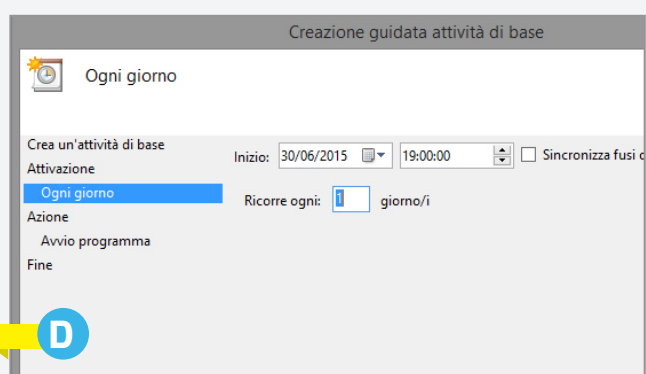 Creazione guidata attività di base
Ogni giorno
Crea un'attività di base
Attivazione
Ogni giorno
Azione
Avvio programma
Fine
Inizio: 30/06/2015 19:00:00 Sincronizza fusi
Ricorre ogni: 1 giorno/i
D